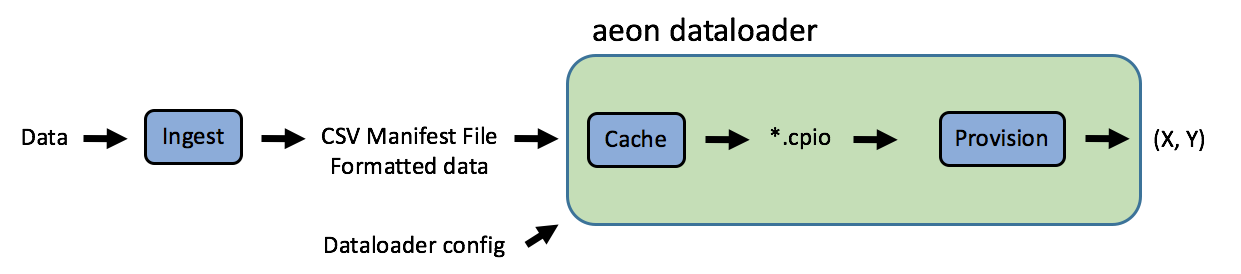 aeon dataloader
Data
Ingest
CSV Manifest File
Formatted data
Cache
*.cpio
Provision
(X, Y)
Dataloader config